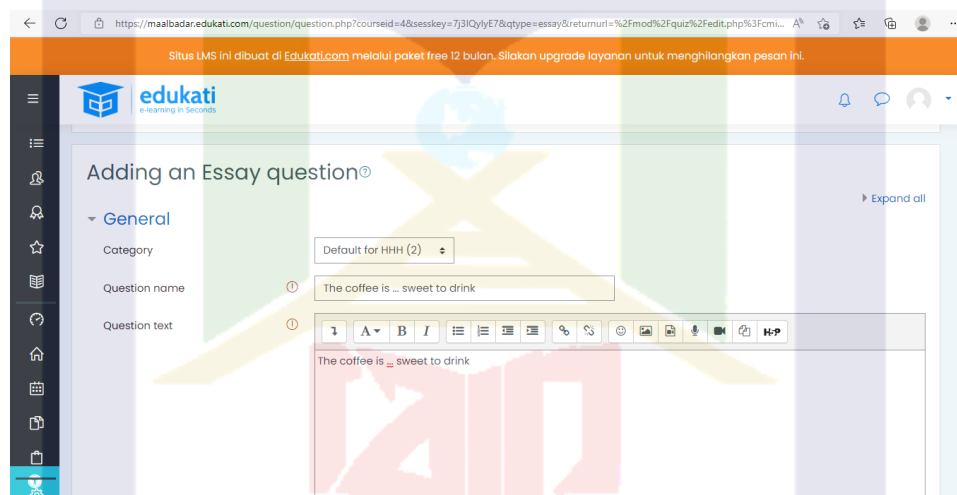 https://maalbadar.edukati.com/question/question.php?courseid=4&sesskey=7j3IQylyE7&qtype=essay&returnurl=%2Fmod%2Fquiz%2Fedit.php%3Fcmi...
Situs LMS ini dibuat di Edukati.com melalui paket free 12 bulan. Silakan upgrade layanan untuk menghilangkan pesan ini.
edukati
e-learning in Seconds
Adding an Essay question
Expand all
General
Category
Default for HHH (2)
Question name
The coffee is ... sweet to drink
Question text
A B I H-P
The coffee is ... sweet to drink